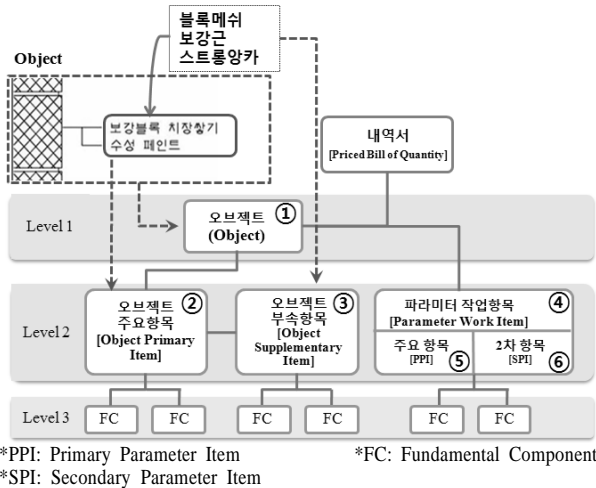 블록메쉬
보강근
스트롱앙카
Object
보강블록 치장쌓기
수성 페인트
내역서
[Priced Bill of Quantity]
Level 1
오브젝트 ①
(Object)
Level 2
오브젝트 ②
주요항목
[Object Primary
Item]
오브젝트 ③
부속항목
[Object
Supplementary
Item]
파라미터 작업항목 ④
[Parameter Work Item]
주요 항목
[PPI] ⑤
2차 항목
[SPI] ⑥
Level 3
FC
FC
FC
FC
FC
FC
*PPI: Primary Parameter Item
*FC: Fundamental Component
*SPI: Secondary Parameter Item